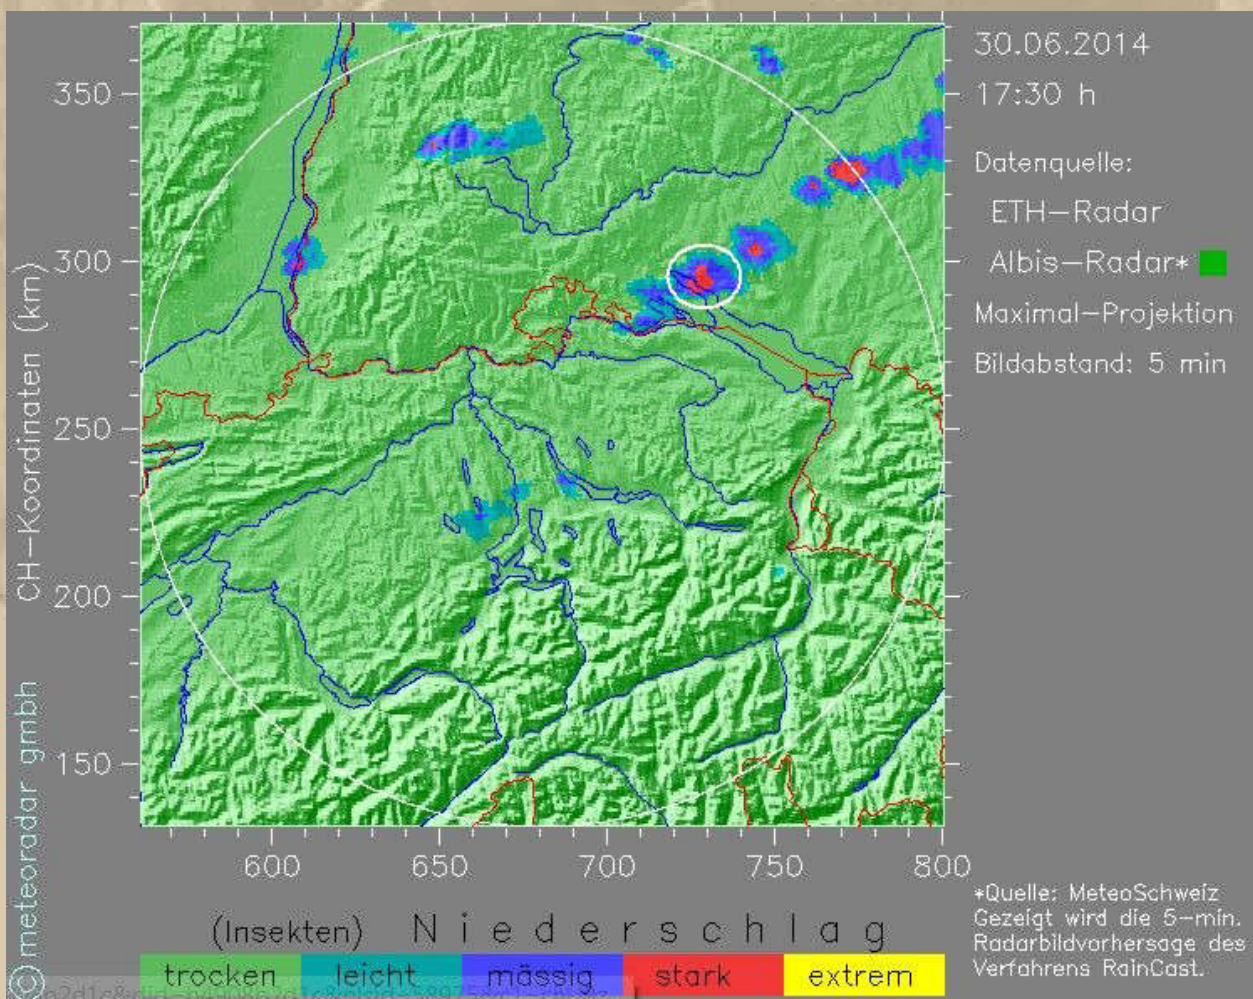 30.06.2014
17:30 h
Datenquelle:
ETH-Radar
Albis-Radar*
Maximal-Projektion
Bildabstand: 5 min
350
300
250
200
150
CH-Koordinaten (km)
© meteoradar gmbh
600 650 700 750 800
*Quelle: MeteoSchweiz
Gezeigt wird die 5-min.
Radarbildvorhersage des
Verfahrens RainCast.
(Insekten) Niederschlag
trocken leicht mässig stark extrem